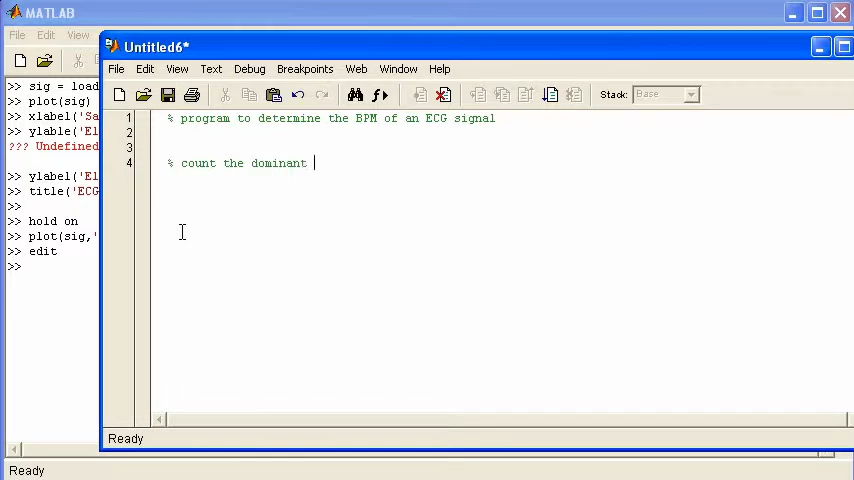 MATLAB
File Edit View
>> sig = load
>> plot(sig)
>> xlabel('Sa
>> ylable('El
??? Undefined
>> ylabel('El
>> title('ECG
>>
>> hold on
>> plot(sig,'
>> edit
>>
Ready
Untitled6*
File Edit View Text Debug Breakpoints Web Window Help
Stack: Base
1 % program to determine the BPM of an ECG signal
2
3
4 % count the dominant
Ready